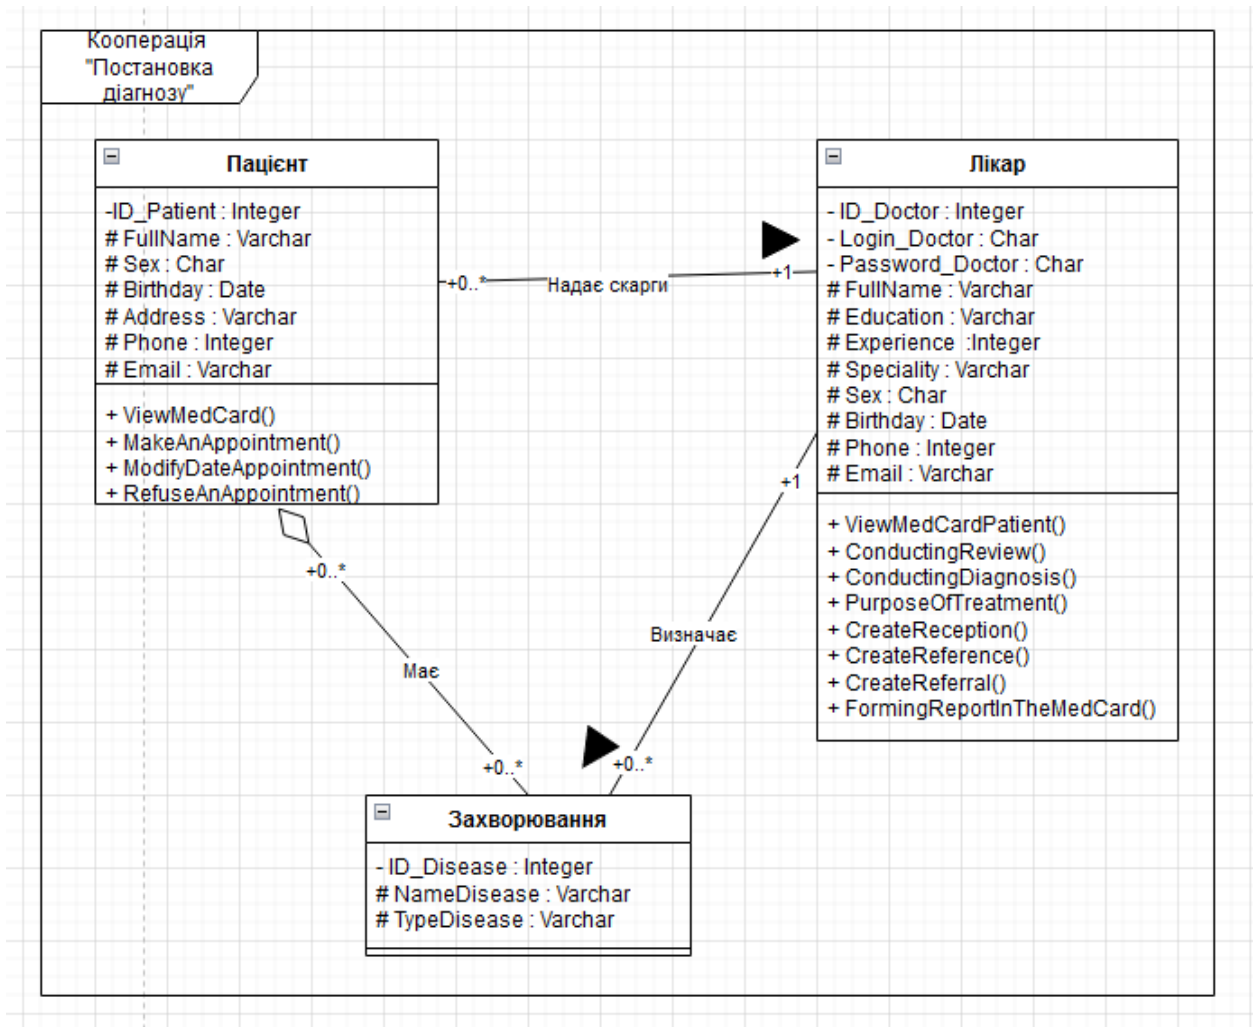 Кооперація
"Постановка
діагнозу"
Пацієнт
-ID_Patient : Integer
# FullName : Varchar
# Sex : Char
# Birthday : Date
# Address : Varchar
# Phone : Integer
# Email : Varchar
+ ViewMedCard()
+ MakeAnAppointment()
+ ModifyDateAppointment()
+ RefuseAnAppointment()
+0..*
Надає скарги
+1
Лікар
- ID_Doctor : Integer
- Login_Doctor : Char
- Password_Doctor : Char
# FullName : Varchar
# Education : Varchar
# Experience :Integer
# Speciality : Varchar
# Sex : Char
# Birthday : Date
# Phone : Integer
# Email : Varchar
+ ViewMedCardPatient()
+ ConductingReview()
+ ConductingDiagnosis()
+ PurposeOfTreatment()
+ CreateReception()
+ CreateReference()
+ CreateReferral()
+ FormingReportInTheMedCard()
+0..*
Має
+0..*
+1
Визначає
+0..*
Захворювання
- ID_Disease : Integer
# NameDisease : Varchar
# TypeDisease : Varchar